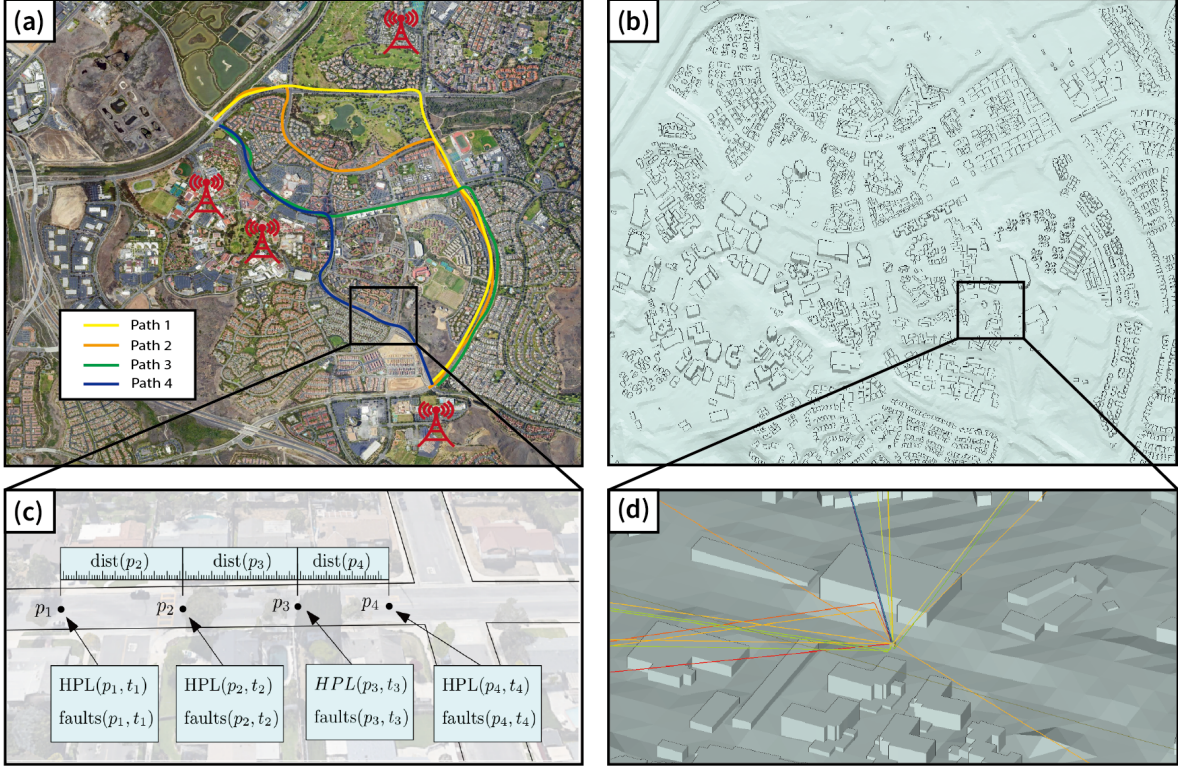 (a)
Path 1
Path 2
Path 3
Path 4
(b)
(c)
dist(p₂) dist(p₃) dist(p₄)
p₁ p₂ p₃ p₄
HPL(p₁, t₁) HPL(p₂, t₂) HPL(p₃, t₃) HPL(p₄, t₄)
faults(p₁, t₁) faults(p₂, t₂) faults(p₃, t₃) faults(p₄, t₄)
(d)